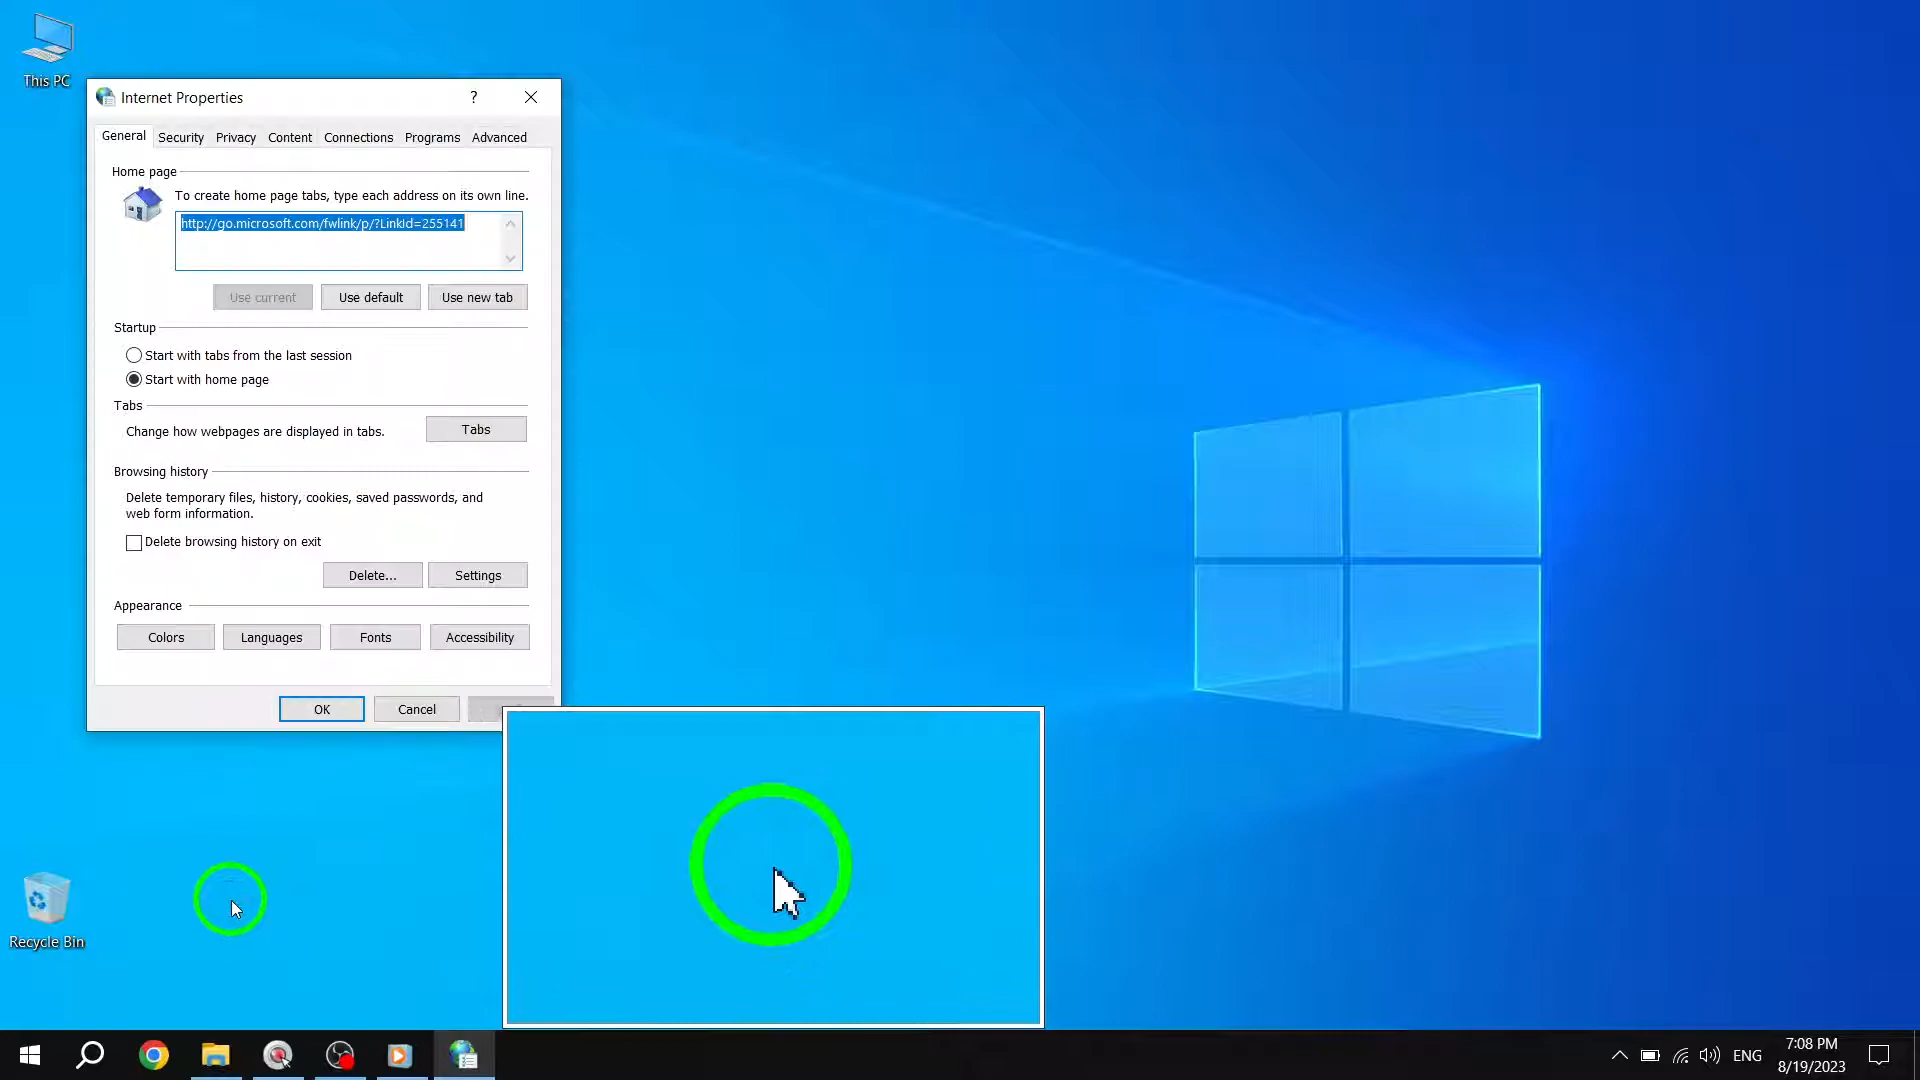 This PC
Internet Properties
?
General Security Privacy Content Connections Programs Advanced
Home page
To create home page tabs, type each address on its own line.
http://go.microsoft.com/fwlink/p/?LinkId=255141
Use current Use default Use new tab
Startup
Start with tabs from the last session
Start with home page
Tabs
Change how webpages are displayed in tabs.
Tabs
Browsing history
Delete temporary files, history, cookies, saved passwords, and
web form information.
Delete browsing history on exit
Delete... Settings
Appearance
Colors Languages Fonts Accessibility
OK Cancel
Recycle Bin
ENG
7:08 PM
8/19/2023